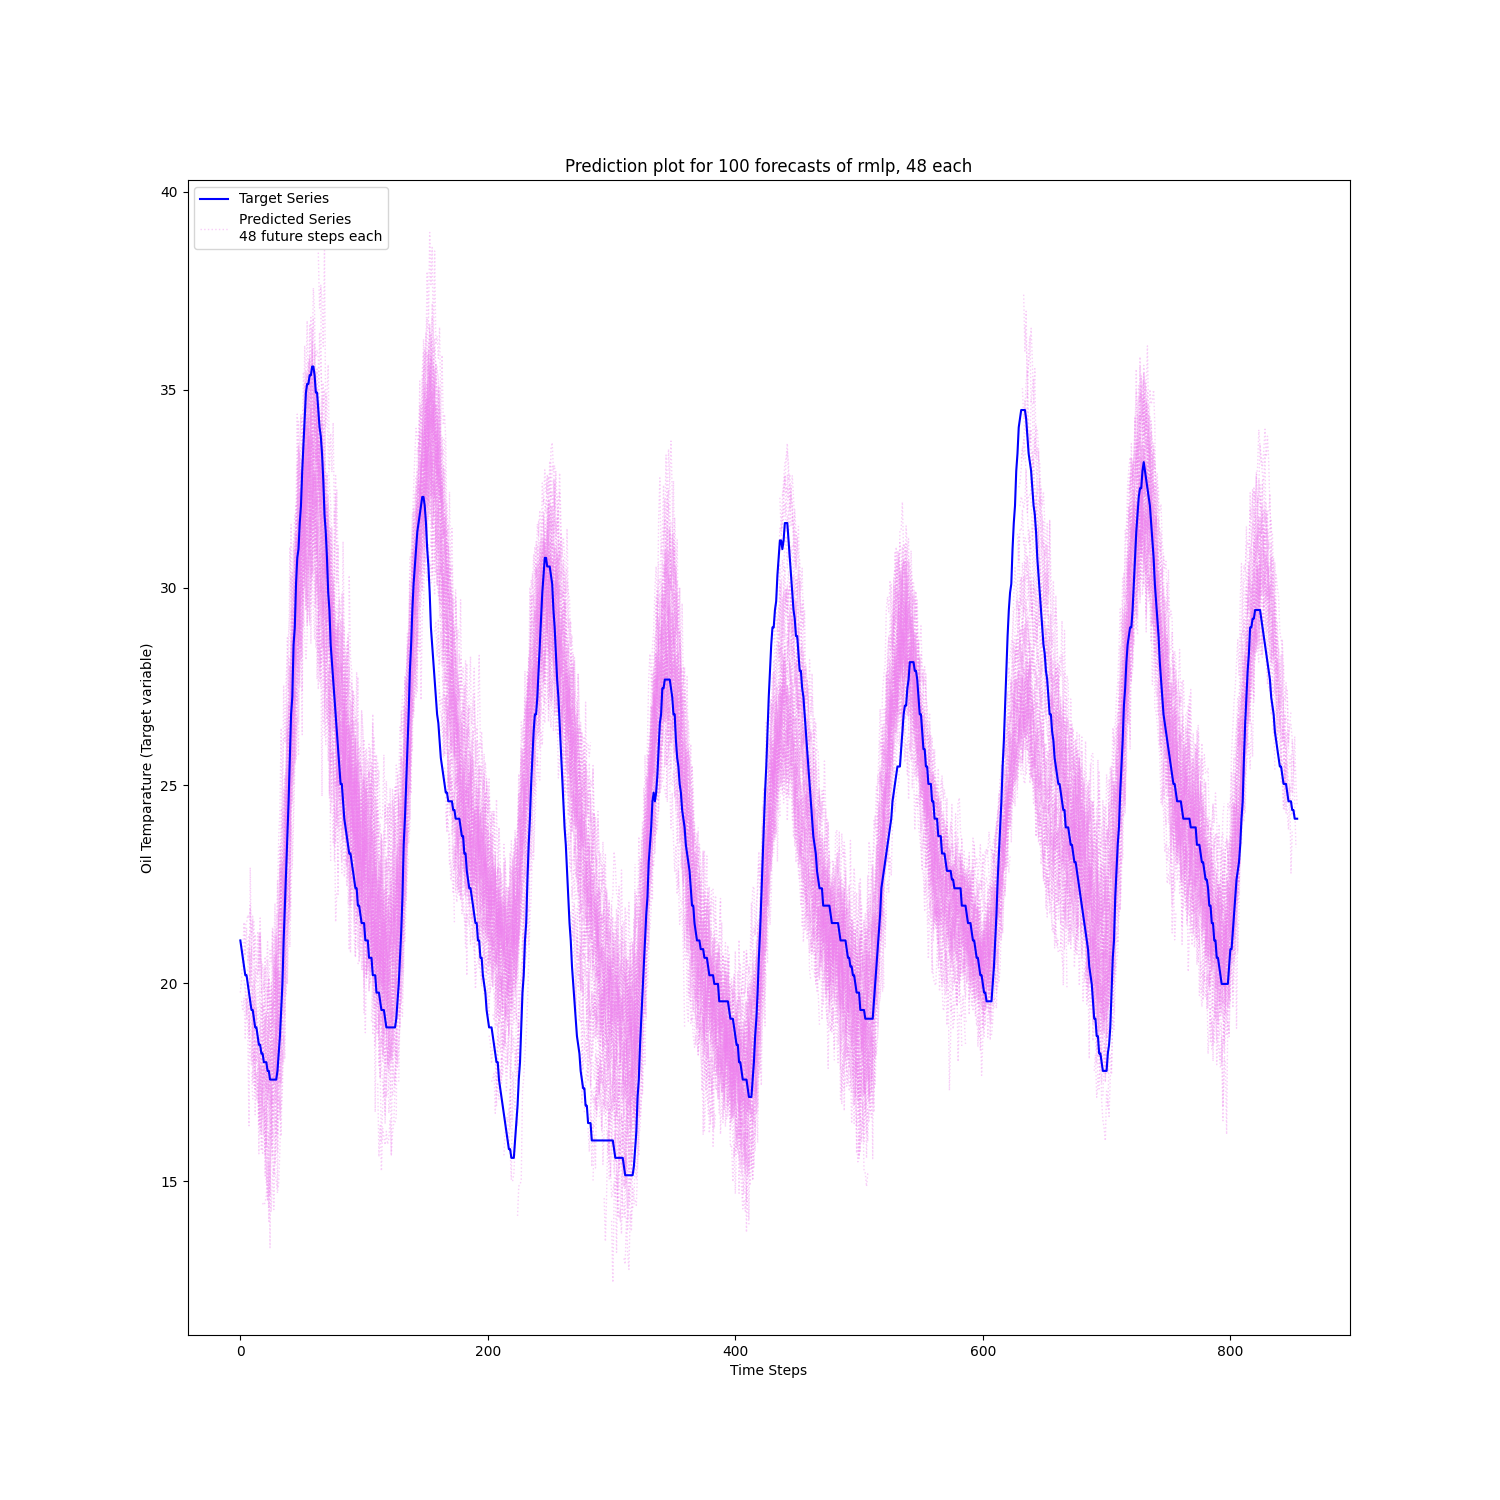 Prediction plot for 100 forecasts of rmlp, 48 each
Target Series
Predicted Series
48 future steps each
Oil Temparature (Target variable)
40
35
30
25
20
15
0 200 400 600 800
Time Steps